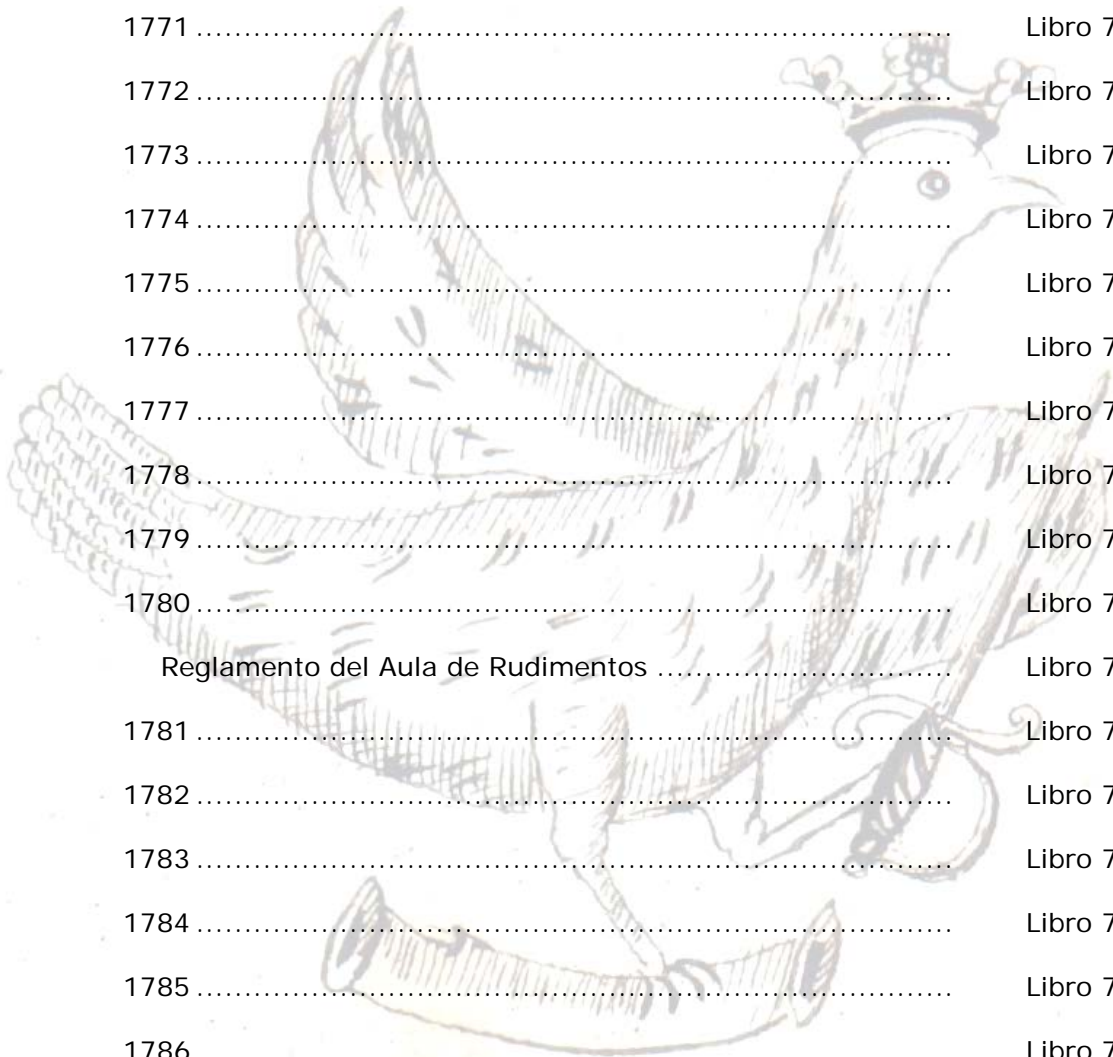 1771 ........................................................................ Libro 7
1772 ........................................................................ Libro 7
1773 ........................................................................ Libro 7
1774 ........................................................................ Libro 7
1775 ........................................................................ Libro 7
1776 ........................................................................ Libro 7
1777 ........................................................................ Libro 7
1778 ........................................................................ Libro 7
1779 ........................................................................ Libro 7
1780 ........................................................................ Libro 7
Reglamento del Aula de Rudimentos ............................ Libro 7
1781 ........................................................................ Libro 7
1782 ........................................................................ Libro 7
1783 ........................................................................ Libro 7
1784 ........................................................................ Libro 7
1785 ........................................................................ Libro 7
1786 ........................................................................ Libro 7